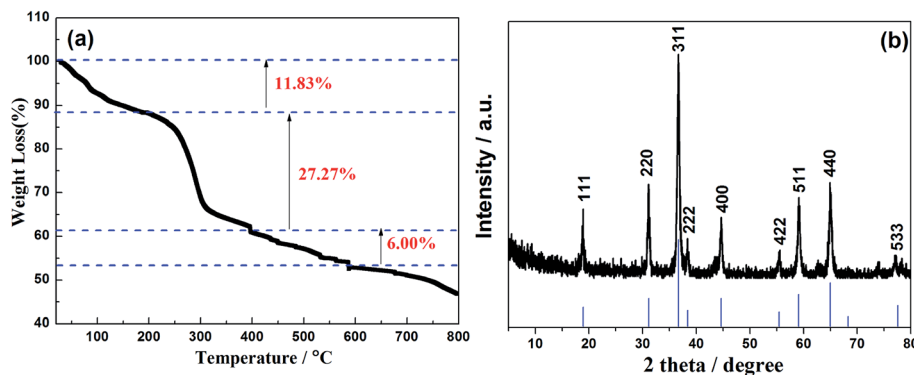 (a)
110
100
90
80
70
60
50
40
Weight Loss(%)
11.83%
27.27%
6.00%
100 200 300 400 500 600 700 800
Temperature / °C
(b)
Intensity / a.u.
111
220
311
222
400
422
511
440
533
10 20 30 40 50 60 70 80
2 theta / degree